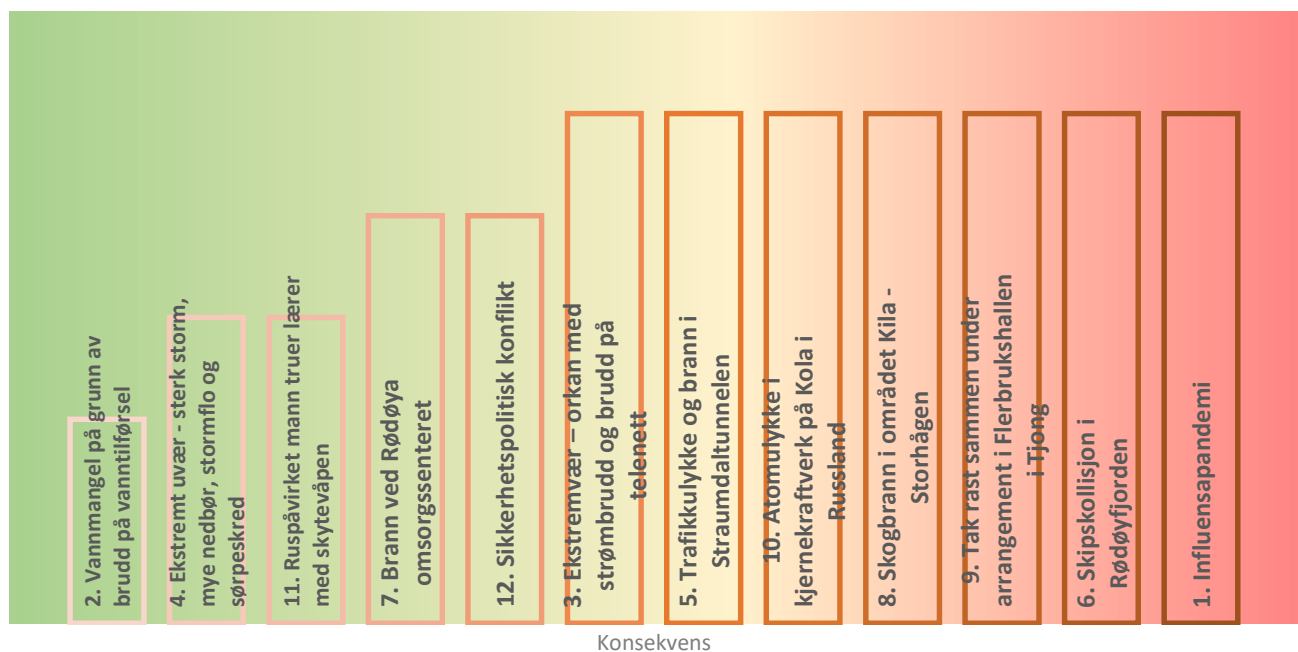 2. Vannmangel på grunn av
brudd på vanntilførsel
4. Ekstremt uvær - sterk storm,
mye nedbør, stormflo og
sørpeskred
11. Ruspåvirket mann truer lærer
med skytevåpen
7. Brann ved Rødøya
omsorgssenteret
12. Sikkerhetspolitisk konflikt
3. Ekstremvær – orkan med
strømbrudd og brudd på
telenett
5. Trafikkulykke og brann i
Straumdaltunnelen
10. Atomulykke i
kjernekraftverk på Kola i
Russland
8. Skogbrann i området Kila -
Storhågen
9. Tak rast sammen under
arrangement i Flerbrukshallen
i Tjong
6. Skipskollisjon i
Rødøyfjorden
1. Influensapandemi
Konsekvens